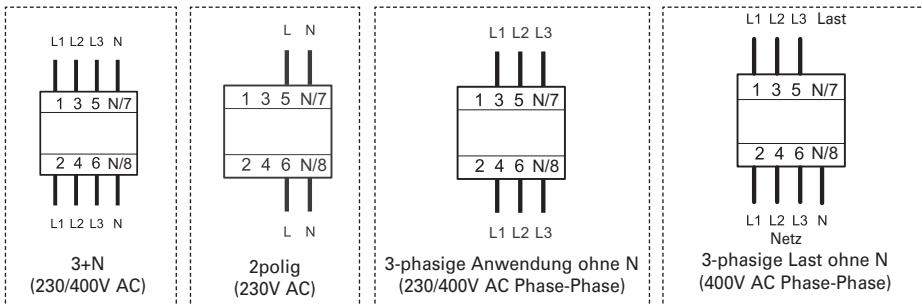 L1 L2 L3 N
1 3 5 N/7
2 4 6 N/8
L1 L2 L3 N
3+N
(230/400V AC)
L N
1 3 5 N/7
2 4 6 N/8
L N
2polig
(230V AC)
L1 L2 L3
1 3 5 N/7
2 4 6 N/8
L1 L2 L3
3-phasige Anwendung ohne N
(230/400V AC Phase-Phase)
L1 L2 L3 Last
1 3 5 N/7
2 4 6 N/8
L1 L2 L3 N
Netz
3-phasige Last ohne N
(400V AC Phase-Phase)